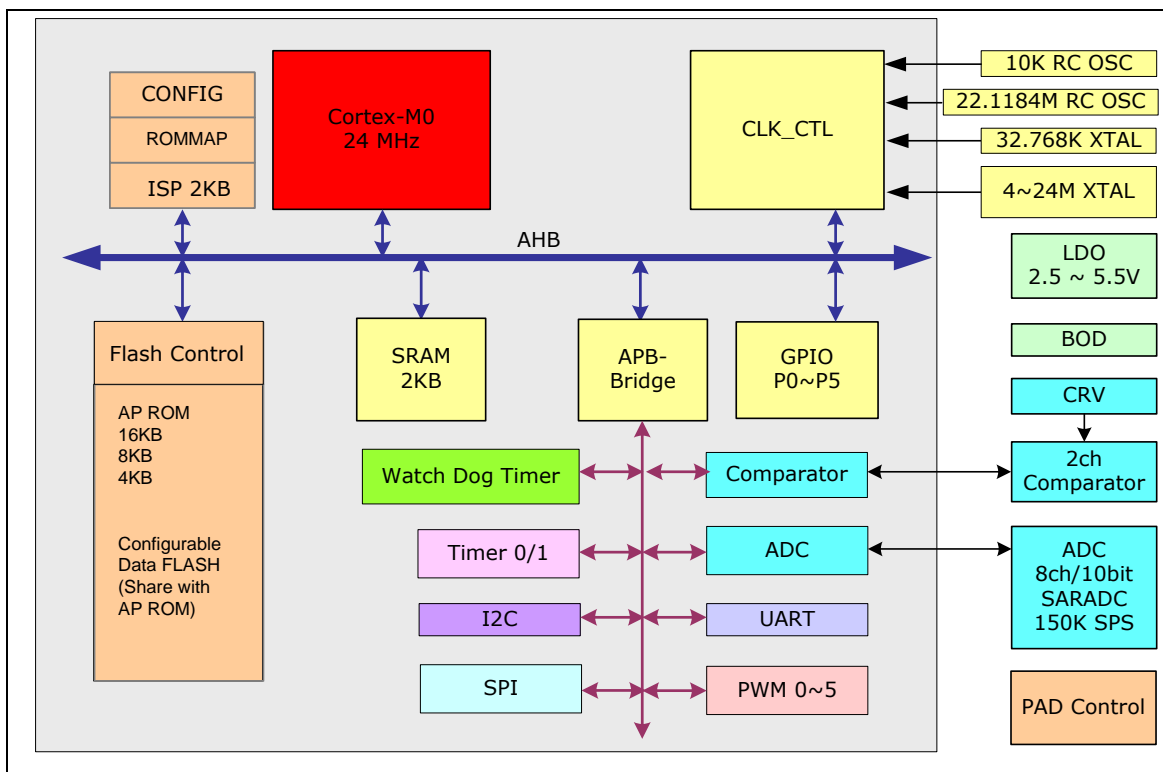 CONFIG
ROMMAP
ISP 2KB
Cortex-M0
24 MHz
CLK_CTL
10K RC OSC
22.1184M RC OSC
32.768K XTAL
4~24M XTAL
AHB
LDO
2.5 ~ 5.5V
BOD
Flash Control
AP ROM
16KB
8KB
4KB
Configurable
Data FLASH
(Share with
AP ROM)
SRAM
2KB
APB-
Bridge
GPIO
P0~P5
CRV
Watch Dog Timer
Comparator
2ch
Comparator
Timer 0/1
ADC
ADC
8ch/10bit
SARADC
150K SPS
I2C
UART
SPI
PWM 0~5
PAD Control